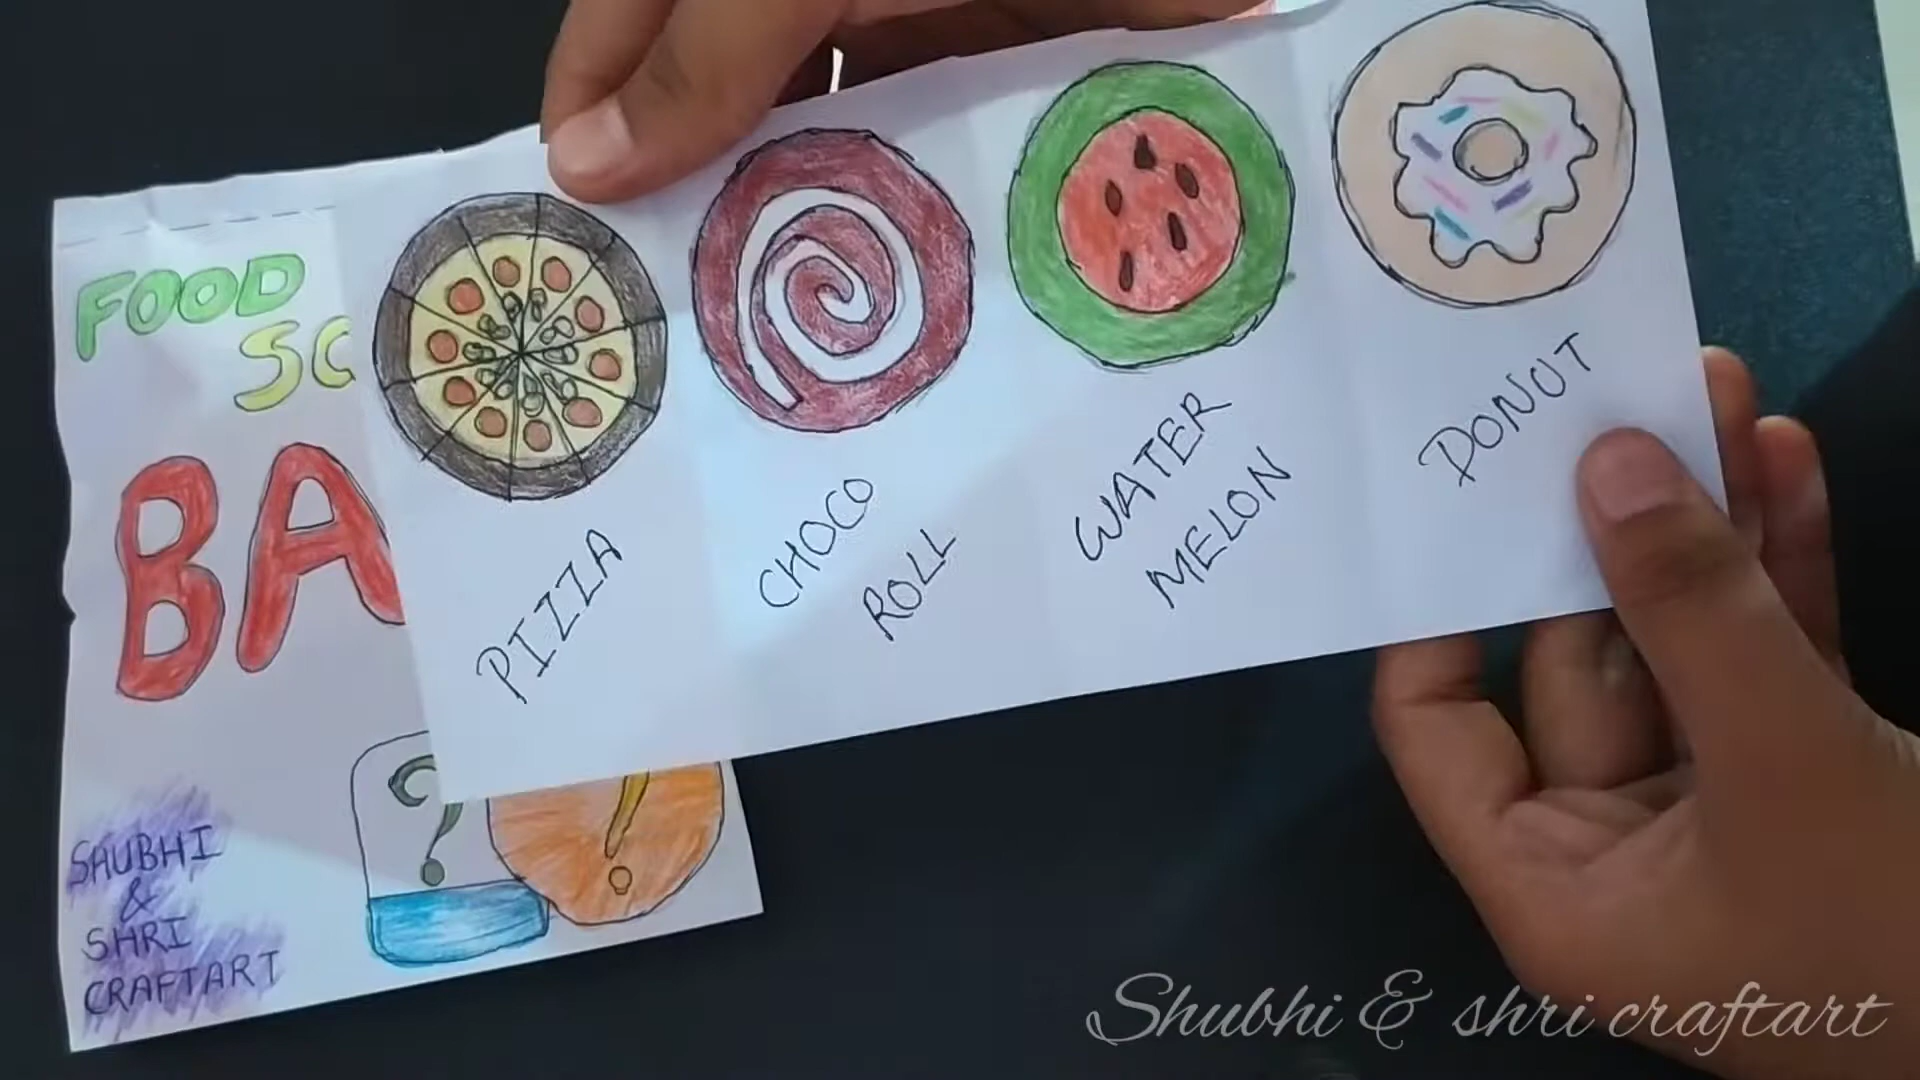 FOOD
SC
BA
PIZZA
CHOCO
ROLL
WATER
MELON
DONUT
?
!
SHUBHI
&
SHRI
CRAFTART
Shubhi & shri craftart